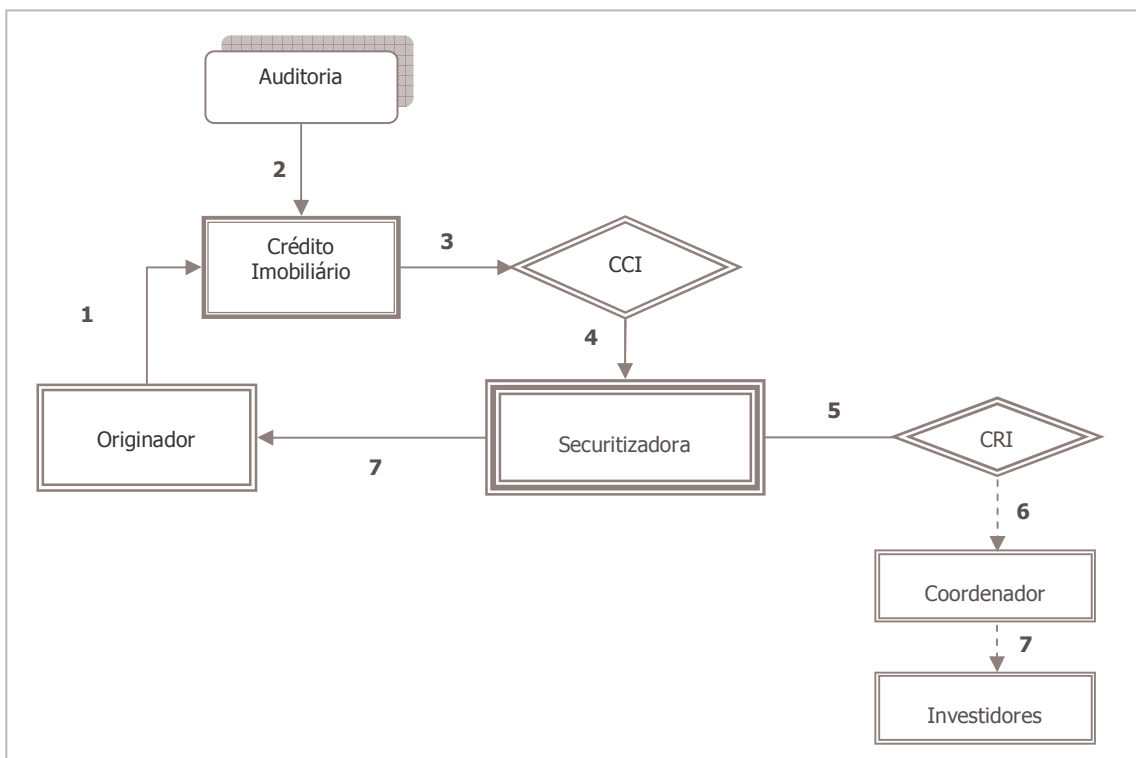 Auditoria
2
Crédito
Imobiliário
3
CCI
1
4
Originador
7
Securitizadora
5
CRI
6
Coordenador
7
Investidores